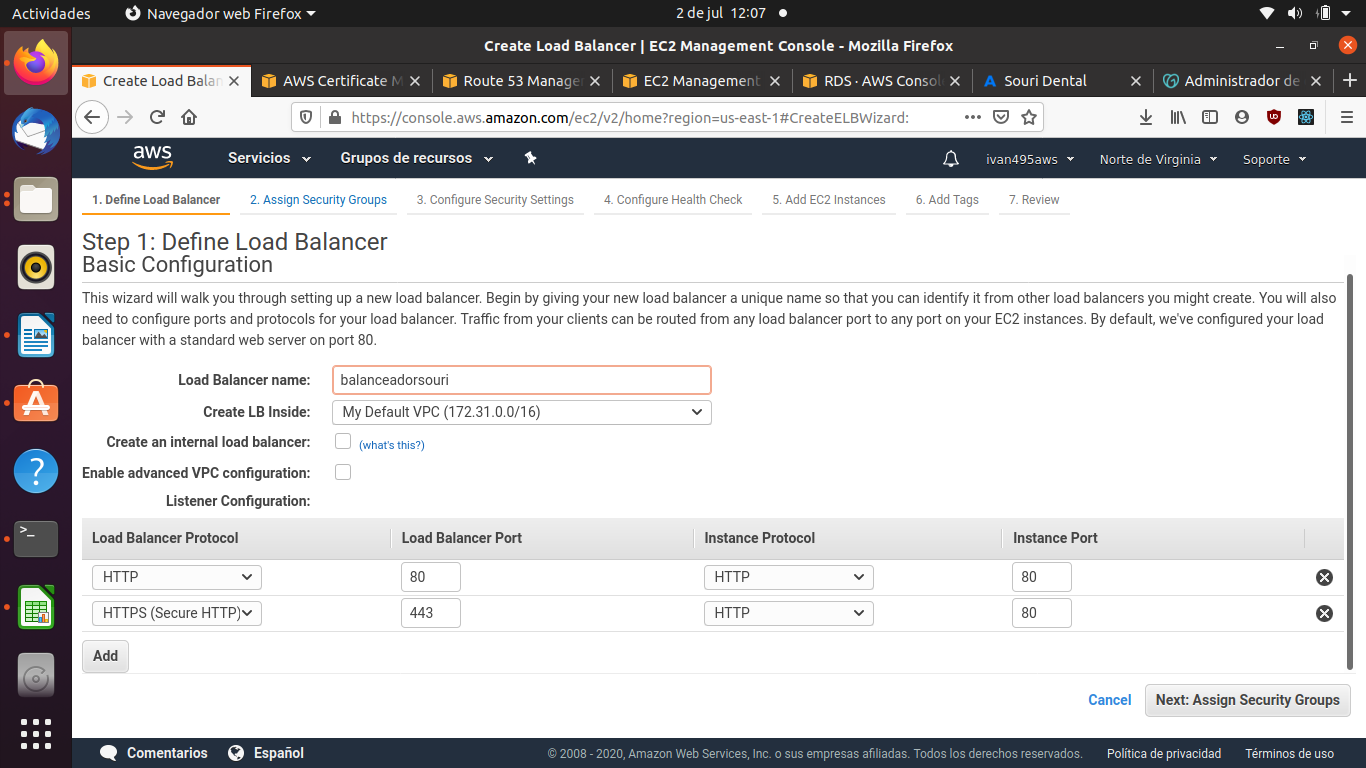 Actividades
Navegador web Firefox
2 de jul 12:07
Create Load Balancer | EC2 Management Console - Mozilla Firefox
Create Load Balan
AWS Certificate M
Route 53 Manage
EC2 Management
RDS · AWS Consol
Souri Dental
Administrador de
https://console.aws.amazon.com/ec2/v2/home?region=us-east-1#CreateELBWizard:
aws
Servicios
Grupos de recursos
ivan495aws
Norte de Virginia
Soporte
1. Define Load Balancer
2. Assign Security Groups
3. Configure Security Settings
4. Configure Health Check
5. Add EC2 Instances
6. Add Tags
7. Review
Step 1: Define Load Balancer
Basic Configuration
This wizard will walk you through setting up a new load balancer. Begin by giving your new load balancer a unique name so that you can identify it from other load balancers you might create. You will also
need to configure ports and protocols for your load balancer. Traffic from your clients can be routed from any load balancer port to any port on your EC2 instances. By default, we've configured your load
balancer with a standard web server on port 80.
Load Balancer name: balanceadorsouri
Create LB Inside: My Default VPC (172.31.0.0/16)
Create an internal load balancer: (what's this?)
Enable advanced VPC configuration:
Listener Configuration:
Load Balancer Protocol Load Balancer Port Instance Protocol Instance Port
HTTP 80 HTTP 80
HTTPS (Secure HTTP) 443 HTTP 80
Add
Cancel
Next: Assign Security Groups
Comentarios
Español
© 2008 - 2020, Amazon Web Services, Inc. o sus empresas afiliadas. Todos los derechos reservados.
Política de privacidad
Términos de uso